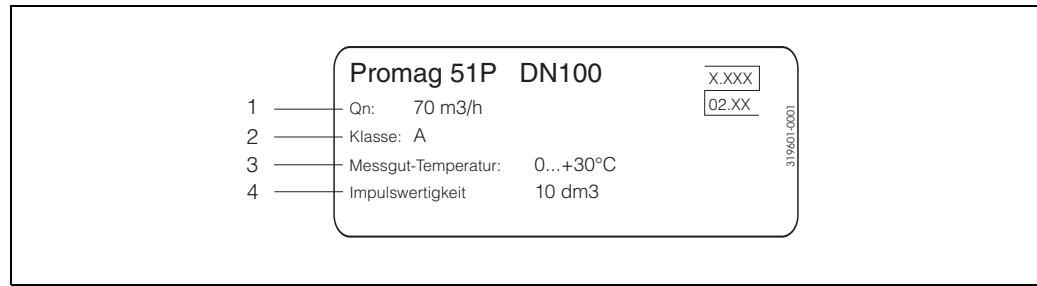 Promag 51P DN100
X.XXX
02.XX
1 Qn: 70 m3/h
2 Klasse: A
3 Messgut-Temperatur: 0...+30°C
4 Impulswertigkeit 10 dm3
319601-0001